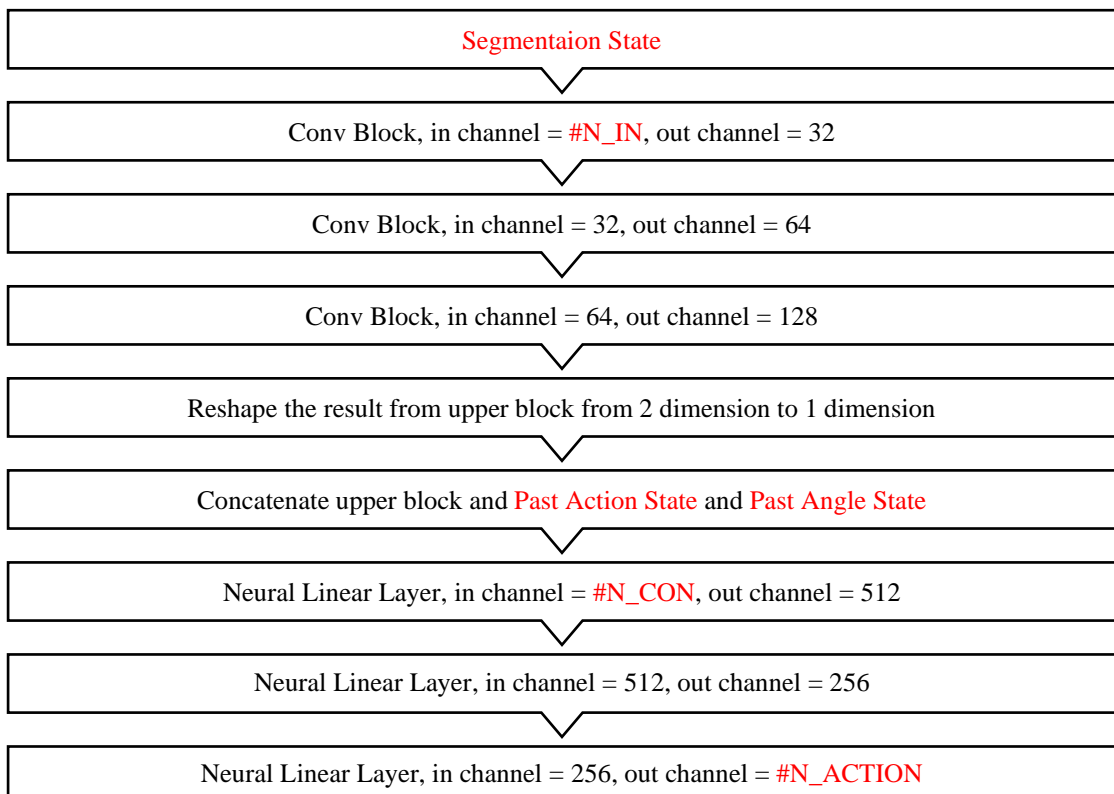 Segmentaion State
Conv Block, in channel = #N_IN, out channel = 32
Conv Block, in channel = 32, out channel = 64
Conv Block, in channel = 64, out channel = 128
Reshape the result from upper block from 2 dimension to 1 dimension
Concatenate upper block and Past Action State and Past Angle State
Neural Linear Layer, in channel = #N_CON, out channel = 512
Neural Linear Layer, in channel = 512, out channel = 256
Neural Linear Layer, in channel = 256, out channel = #N_ACTION